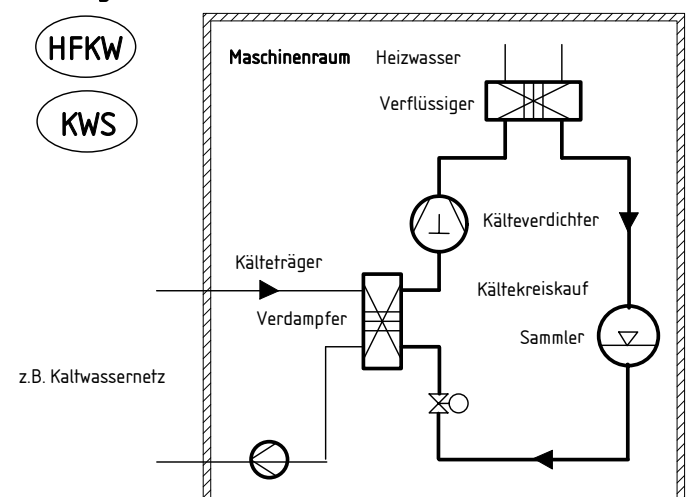 HFKW
KWS
Maschinenraum
Heizwasser
Verflüssiger
Kälteverdichter
Kälteträger
Kältekreiskauf
Verdampfer
Sammler
z.B. Kaltwassernetz